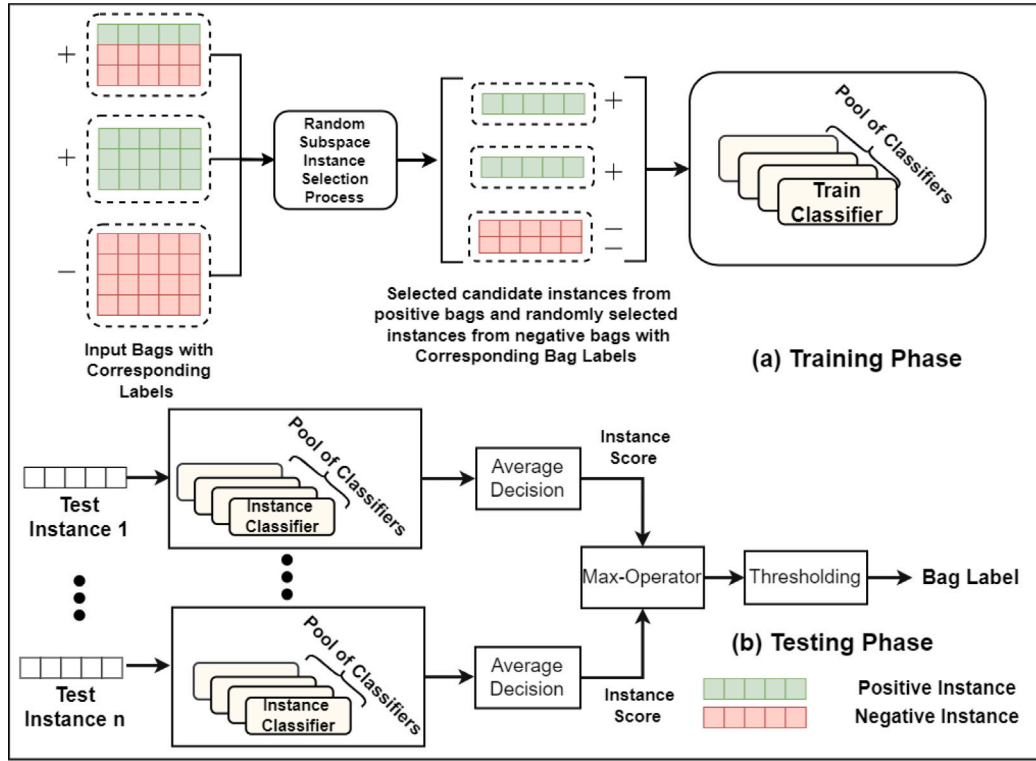 +
+
−
Input Bags with
Corresponding
Labels
Random
Subspace
Instance
Selection
Process
+
+
−
−
Selected candidate instances from
positive bags and randomly selected
instances from negative bags with
Corresponding Bag Labels
Pool of Classifiers
Train
Classifier
(a) Training Phase
Test
Instance 1
Pool of Classifiers
Instance
Classifier
Average
Decision
Instance
Score
Max-Operator
Thresholding
Bag Label
(b) Testing Phase
Test
Instance n
Pool of Classifiers
Instance
Classifier
Average
Decision
Instance
Score
Positive Instance
Negative Instance